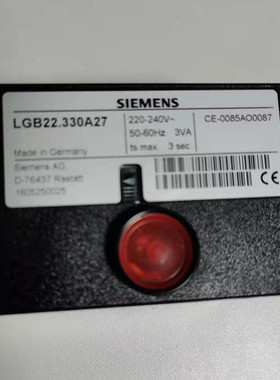 SIEMENS
LGB22.330A27
220-240V~
50-60Hz 3VA
ts max. 3 sec.
CE-0085AO0087
Made in Germany
Siemens AG
D-76437 Rastatt
1605250025
CE